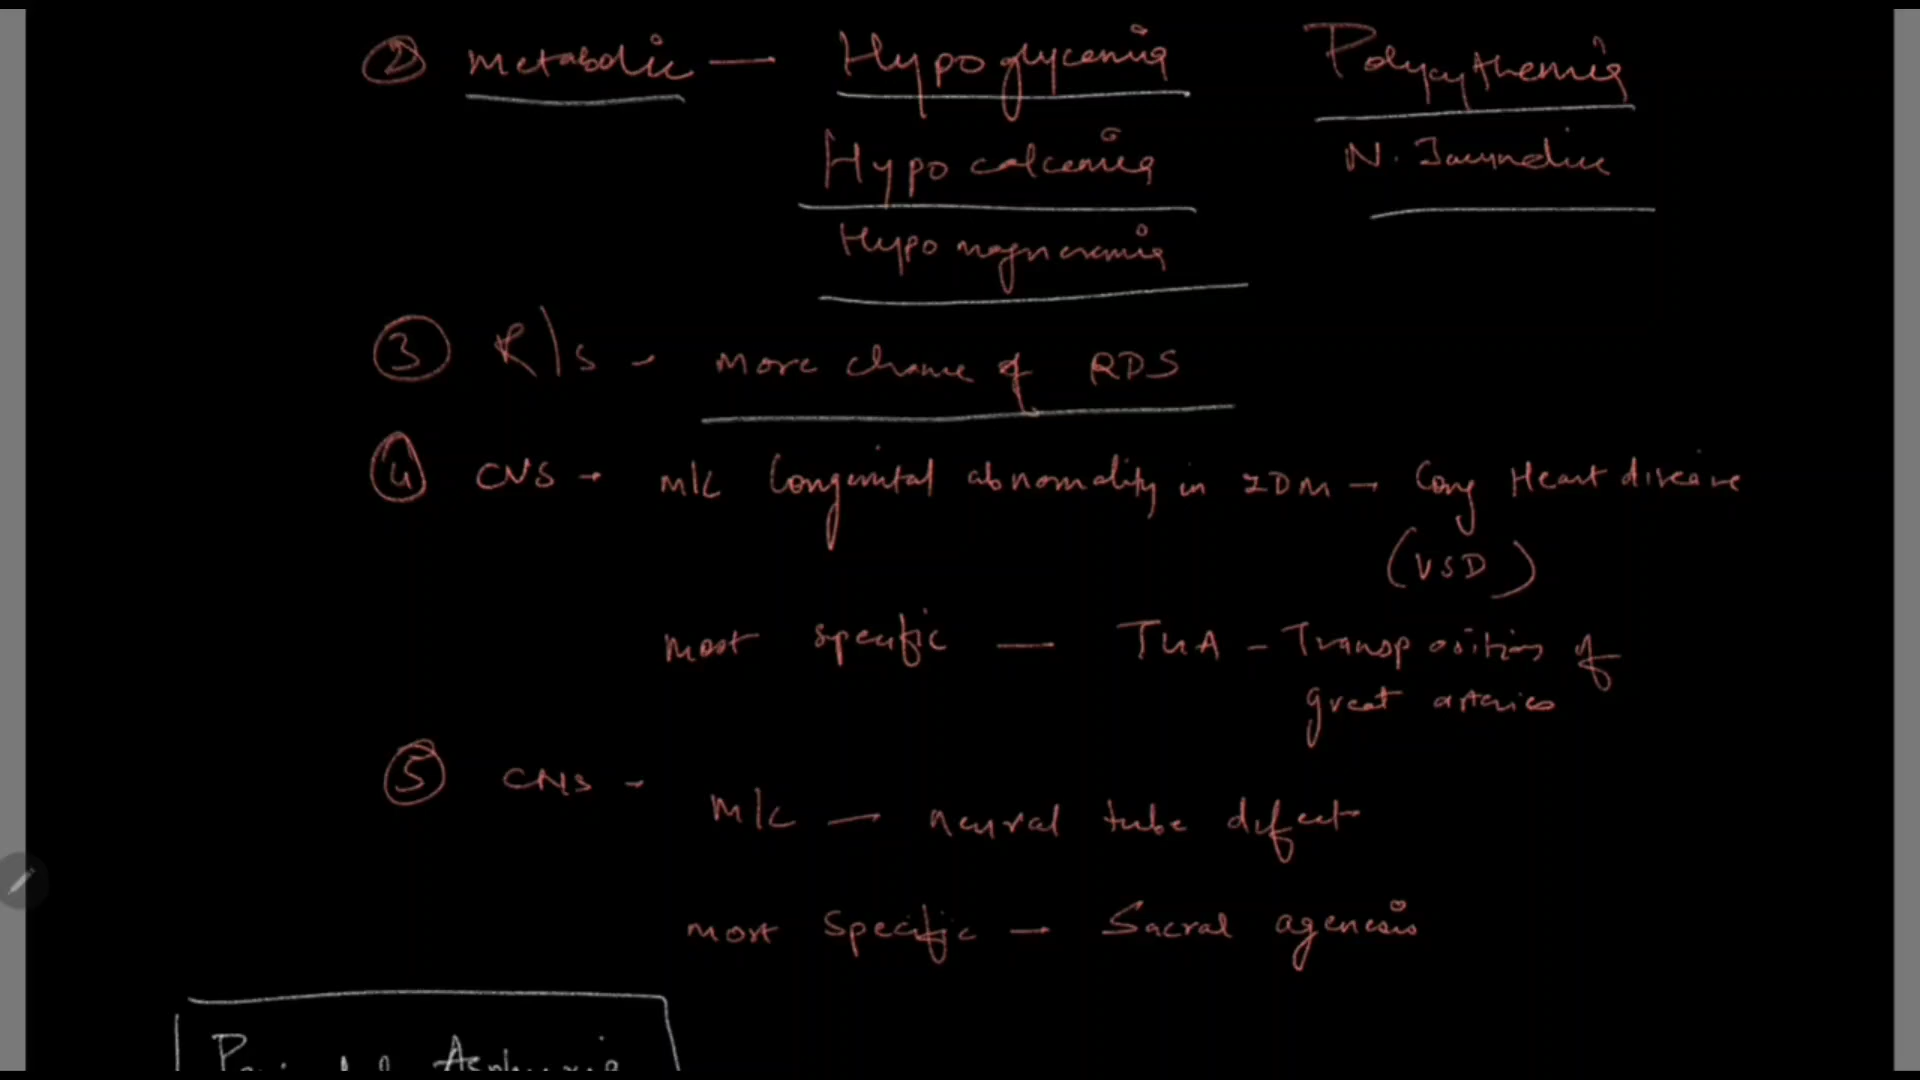 ② Metabolic — Hypoglycemia Polycythemia
Hypocalcemia N. Jaundice
Hypomagnesemia
③ R/S - More chance of RDS
④ CVS - M/C Congenital abnormality in IDM → Cong Heart disease
(VSD)
most specific — TGA - Transposition of
great arteries
⑤ CNS -
M/C — neural tube defect
most specific — Sacral agenesis
Asphyxia